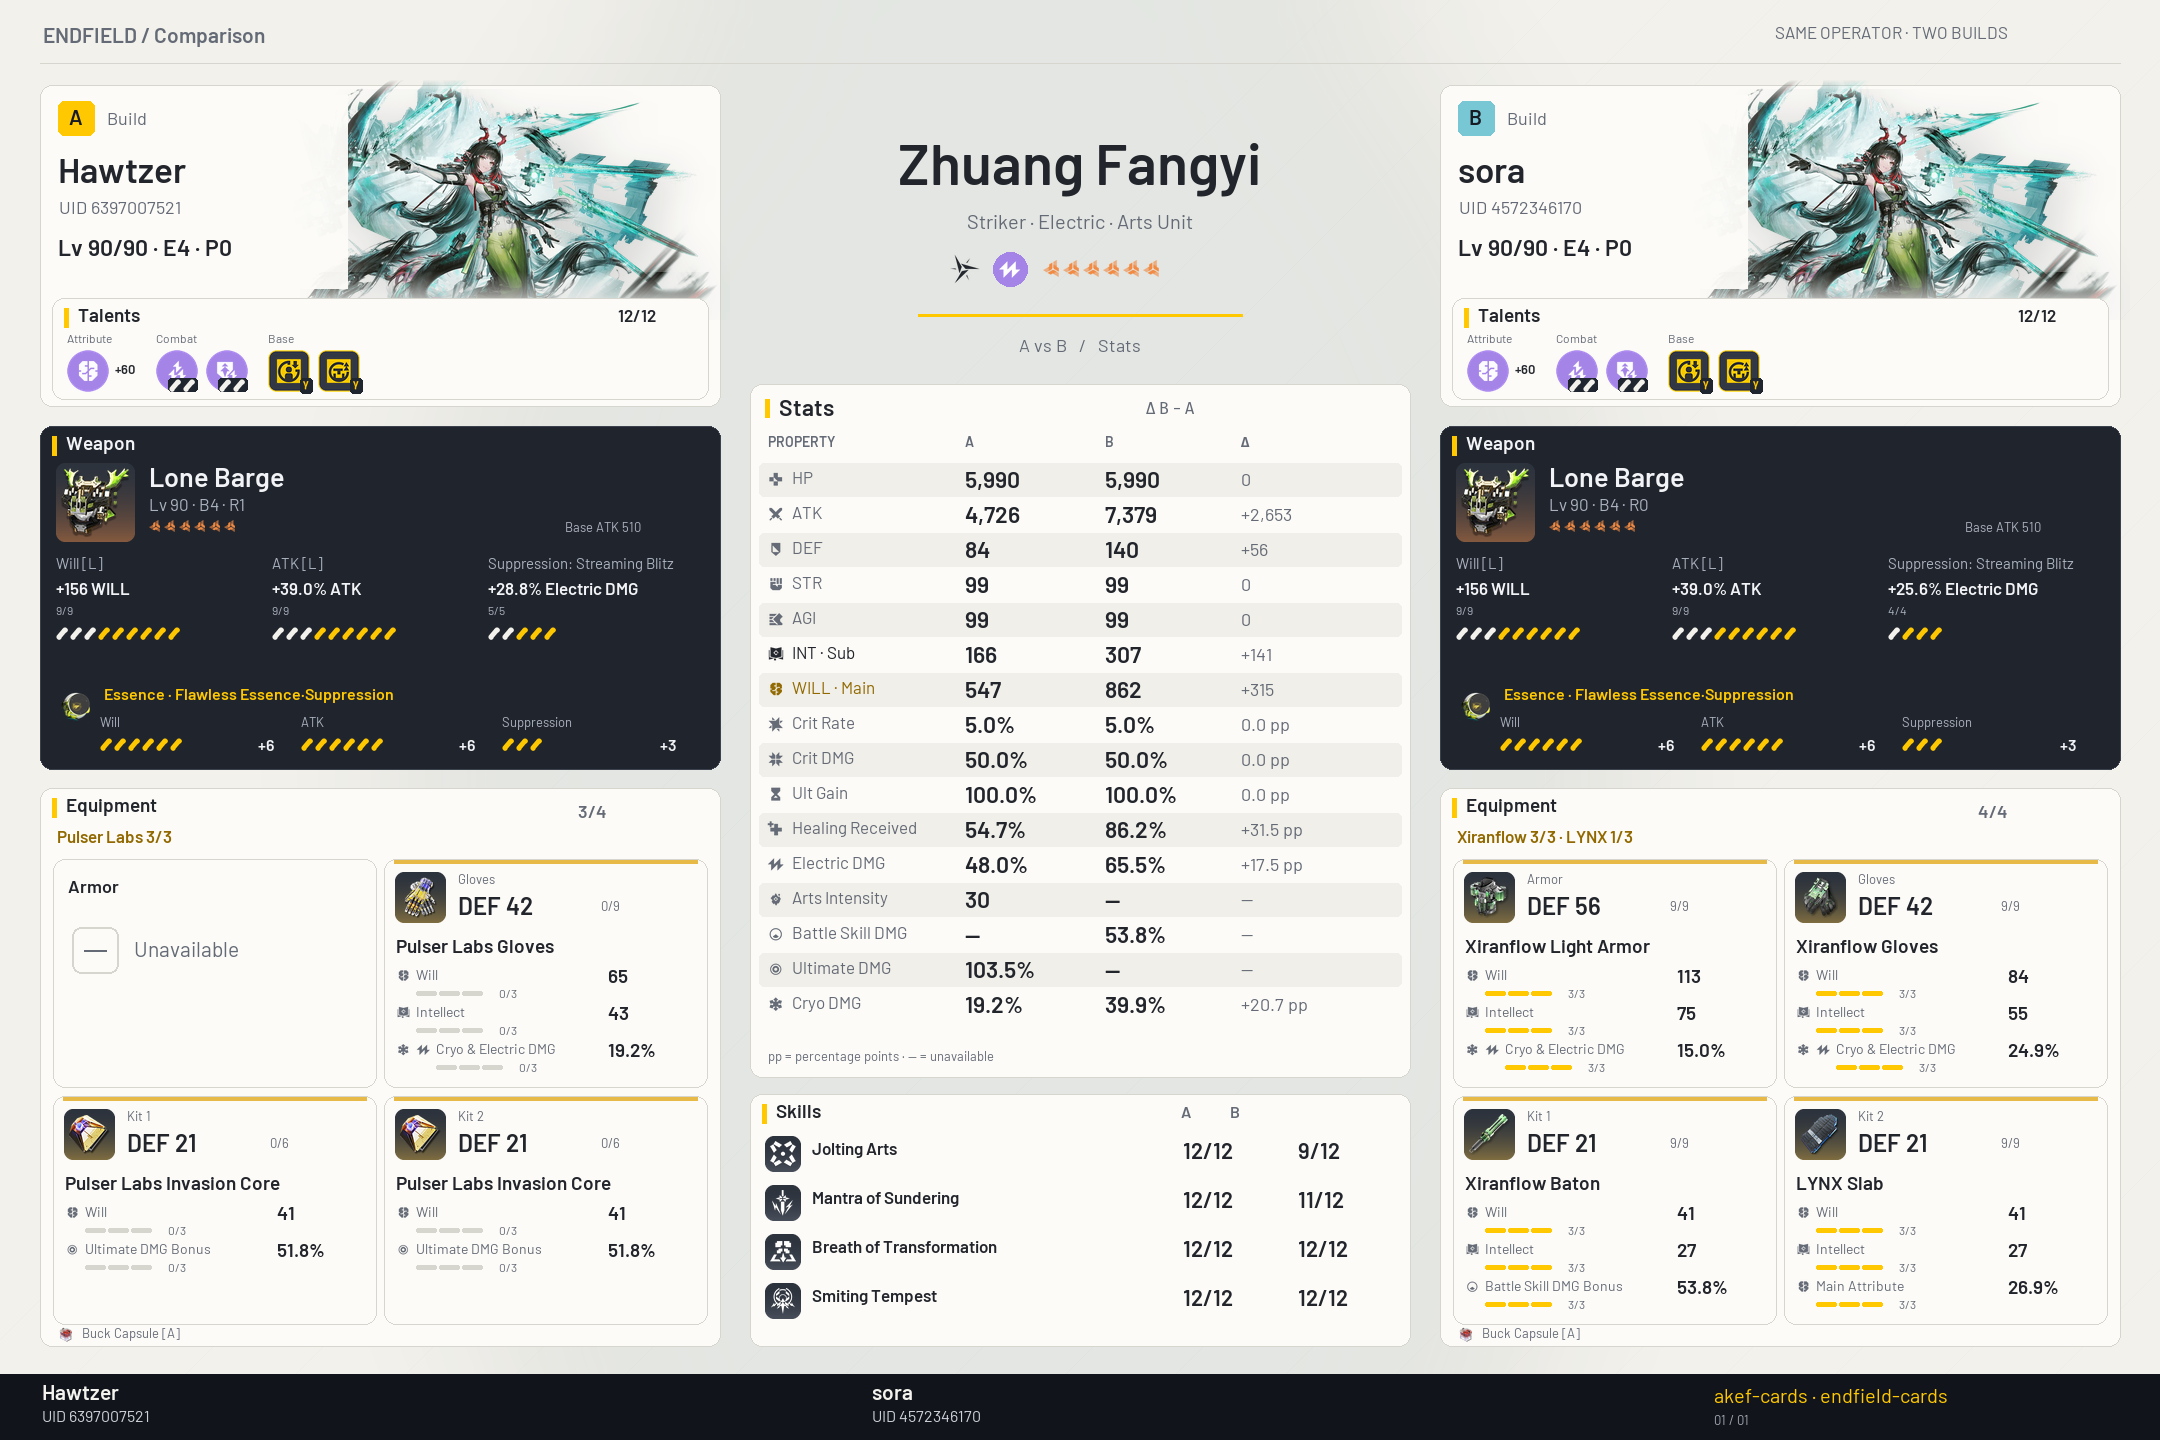 ENDFIELD / Comparison
SAME OPERATOR · TWO BUILDS
A Build
Hawtzer
UID 6397007521
Lv 90/90 · E4 · P0
Talents 12/12
Attribute Combat Base
+60
Y Y
Weapon
Lone Barge
Lv 90 · B4 · R1
Base ATK 510
Will [L] ATK [L] Suppression: Streaming Blitz
+156 WILL +39.0% ATK +28.8% Electric DMG
9/9 9/9 5/5
Essence · Flawless Essence·Suppression
Will ATK Suppression
+6 +6 +3
Equipment 3/4
Pulser Labs 3/3
Armor
— Unavailable
Gloves
DEF 42 0/9
Pulser Labs Gloves
Will 65
0/3
Intellect 43
0/3
Cryo & Electric DMG 19.2%
0/3
Kit 1
DEF 21 0/6
Pulser Labs Invasion Core
Will 41
0/3
Ultimate DMG Bonus 51.8%
0/3
Kit 2
DEF 21 0/6
Pulser Labs Invasion Core
Will 41
0/3
Ultimate DMG Bonus 51.8%
0/3
Buck Capsule [A]
Zhuang Fangyi
Striker · Electric · Arts Unit
A vs B / Stats
Stats Δ B – A
PROPERTY A B Δ
HP 5,990 5,990 0
ATK 4,726 7,379 +2,653
DEF 84 140 +56
STR 99 99 0
AGI 99 99 0
INT · Sub 166 307 +141
WILL · Main 547 862 +315
Crit Rate 5.0% 5.0% 0.0 pp
Crit DMG 50.0% 50.0% 0.0 pp
Ult Gain 100.0% 100.0% 0.0 pp
Healing Received 54.7% 86.2% +31.5 pp
Electric DMG 48.0% 65.5% +17.5 pp
Arts Intensity 30 — —
Battle Skill DMG — 53.8% —
Ultimate DMG 103.5% — —
Cryo DMG 19.2% 39.9% +20.7 pp
pp = percentage points · — = unavailable
Skills A B
Jolting Arts 12/12 9/12
Mantra of Sundering 12/12 11/12
Breath of Transformation 12/12 12/12
Smiting Tempest 12/12 12/12
B Build
sora
UID 4572346170
Lv 90/90 · E4 · P0
Talents 12/12
Attribute Combat Base
+60
Y Y
Weapon
Lone Barge
Lv 90 · B4 · R0
Base ATK 510
Will [L] ATK [L] Suppression: Streaming Blitz
+156 WILL +39.0% ATK +25.6% Electric DMG
9/9 9/9 4/4
Essence · Flawless Essence·Suppression
Will ATK Suppression
+6 +6 +3
Equipment 4/4
Xiranflow 3/3 · LYNX 1/3
Armor
DEF 56 9/9
Xiranflow Light Armor
Will 113
3/3
Intellect 75
3/3
Cryo & Electric DMG 15.0%
3/3
Gloves
DEF 42 9/9
Xiranflow Gloves
Will 84
3/3
Intellect 55
3/3
Cryo & Electric DMG 24.9%
3/3
Kit 1
DEF 21 9/9
Xiranflow Baton
Will 41
3/3
Intellect 27
3/3
Battle Skill DMG Bonus 53.8%
3/3
Kit 2
DEF 21 9/9
LYNX Slab
Will 41
3/3
Intellect 27
3/3
Main Attribute 26.9%
3/3
Buck Capsule [A]
Hawtzer
UID 6397007521
sora
UID 4572346170
akef-cards · endfield-cards
01 / 01